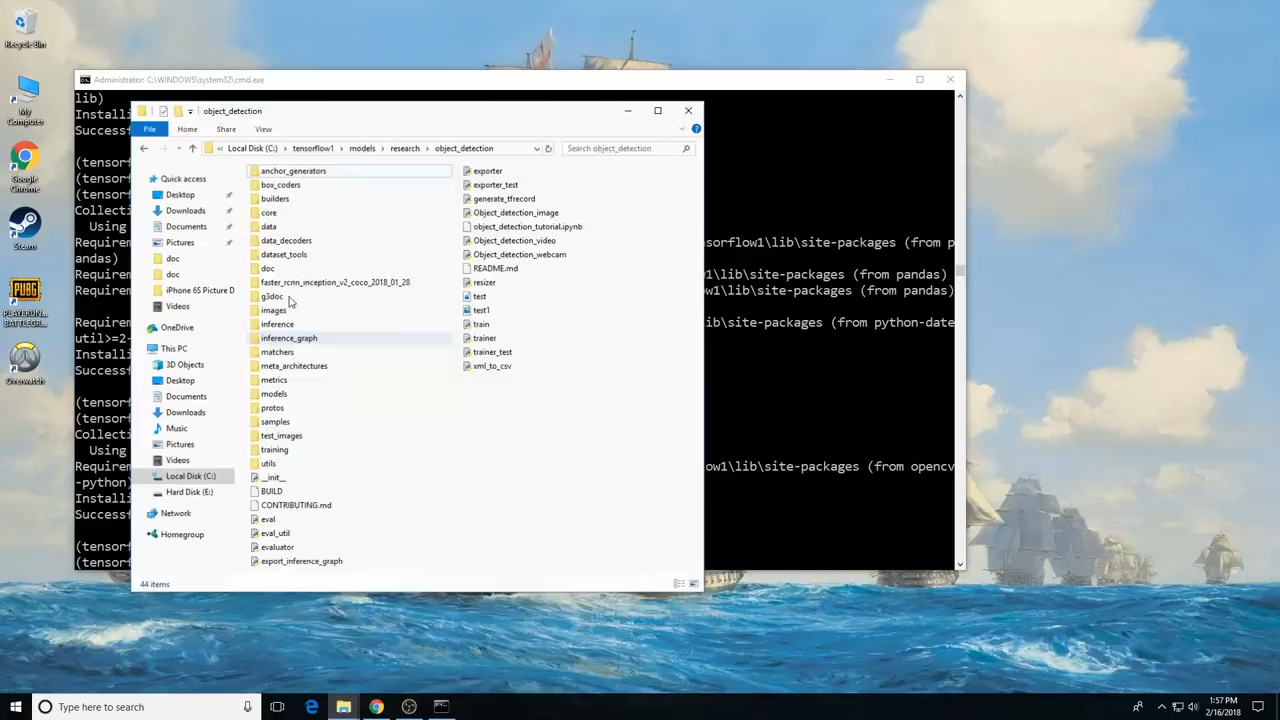 Recycle Bin
My
Computer
Google
Chrome
Steam
PLAYERUN...
BATTLEGR...
Overwatch
Administrator: C:\WINDOWS\system32\cmd.exe
lib)
Installi
Successf
(tensorf
(tensorf
Collecti
Using
Requirem
andas)
Requirem
Requirem
Requirem
util>=2-
Installi
Successf
(tensorf
(tensorf
Collecti
Using
Requirem
-python)
Installi
Successf
(tensorf
(tensorf
nsorflow1\lib\site-packages (from p
w1\lib\site-packages (from pandas)
w1\lib\site-packages (from pandas)
w1\lib\site-packages (from python-date
ow1\lib\site-packages (from opencv
object_detection
File
Home
Share
View
« Local Disk (C:) › tensorflow1 › models › research › object_detection
Search object_detection
Quick access
Desktop
Downloads
Documents
Pictures
doc
doc
iPhone 6S Picture D
Videos
OneDrive
This PC
3D Objects
Desktop
Documents
Downloads
Music
Pictures
Videos
Local Disk (C:)
Hard Disk (E:)
Network
Homegroup
anchor_generators
box_coders
builders
core
data
data_decoders
dataset_tools
doc
faster_rcnn_inception_v2_coco_2018_01_28
g3doc
images
inference
inference_graph
matchers
meta_architectures
metrics
models
protos
samples
test_images
training
utils
__init__
BUILD
CONTRIBUTING.md
eval
eval_util
evaluator
export_inference_graph
exporter
exporter_test
generate_tfrecord
Object_detection_image
object_detection_tutorial.ipynb
Object_detection_video
Object_detection_webcam
README.md
resizer
test
test1
train
trainer
trainer_test
xml_to_csv
44 items
Type here to search
1:57 PM
2/16/2018